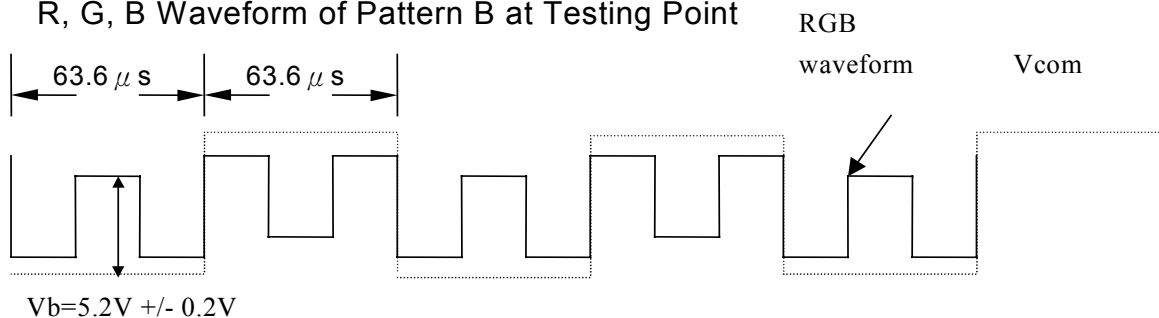 R, G, B Waveform of Pattern B at Testing Point
RGB
waveform
Vcom
63.6 μ s
63.6 μ s
Vb=5.2V +/- 0.2V